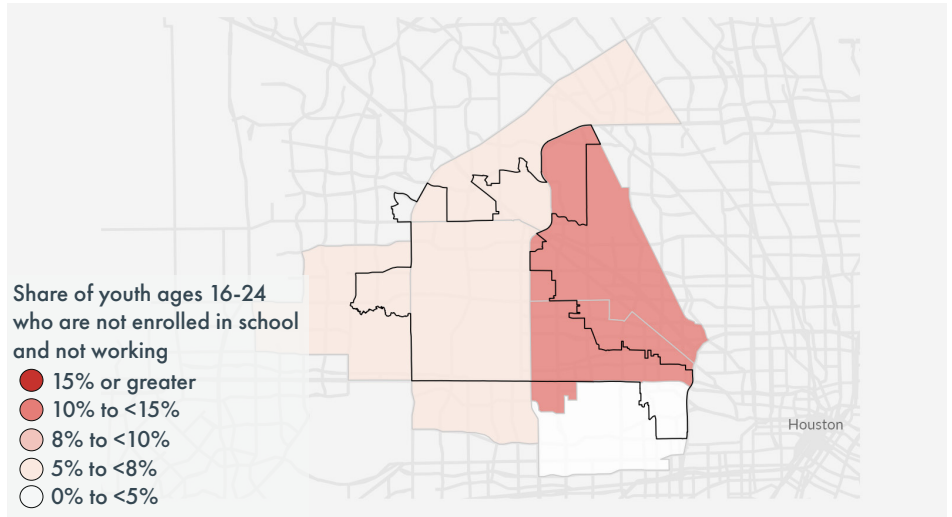 Share of youth ages 16-24
who are not enrolled in school
and not working
15% or greater
10% to <15%
8% to <10%
5% to <8%
0% to <5%
Houston